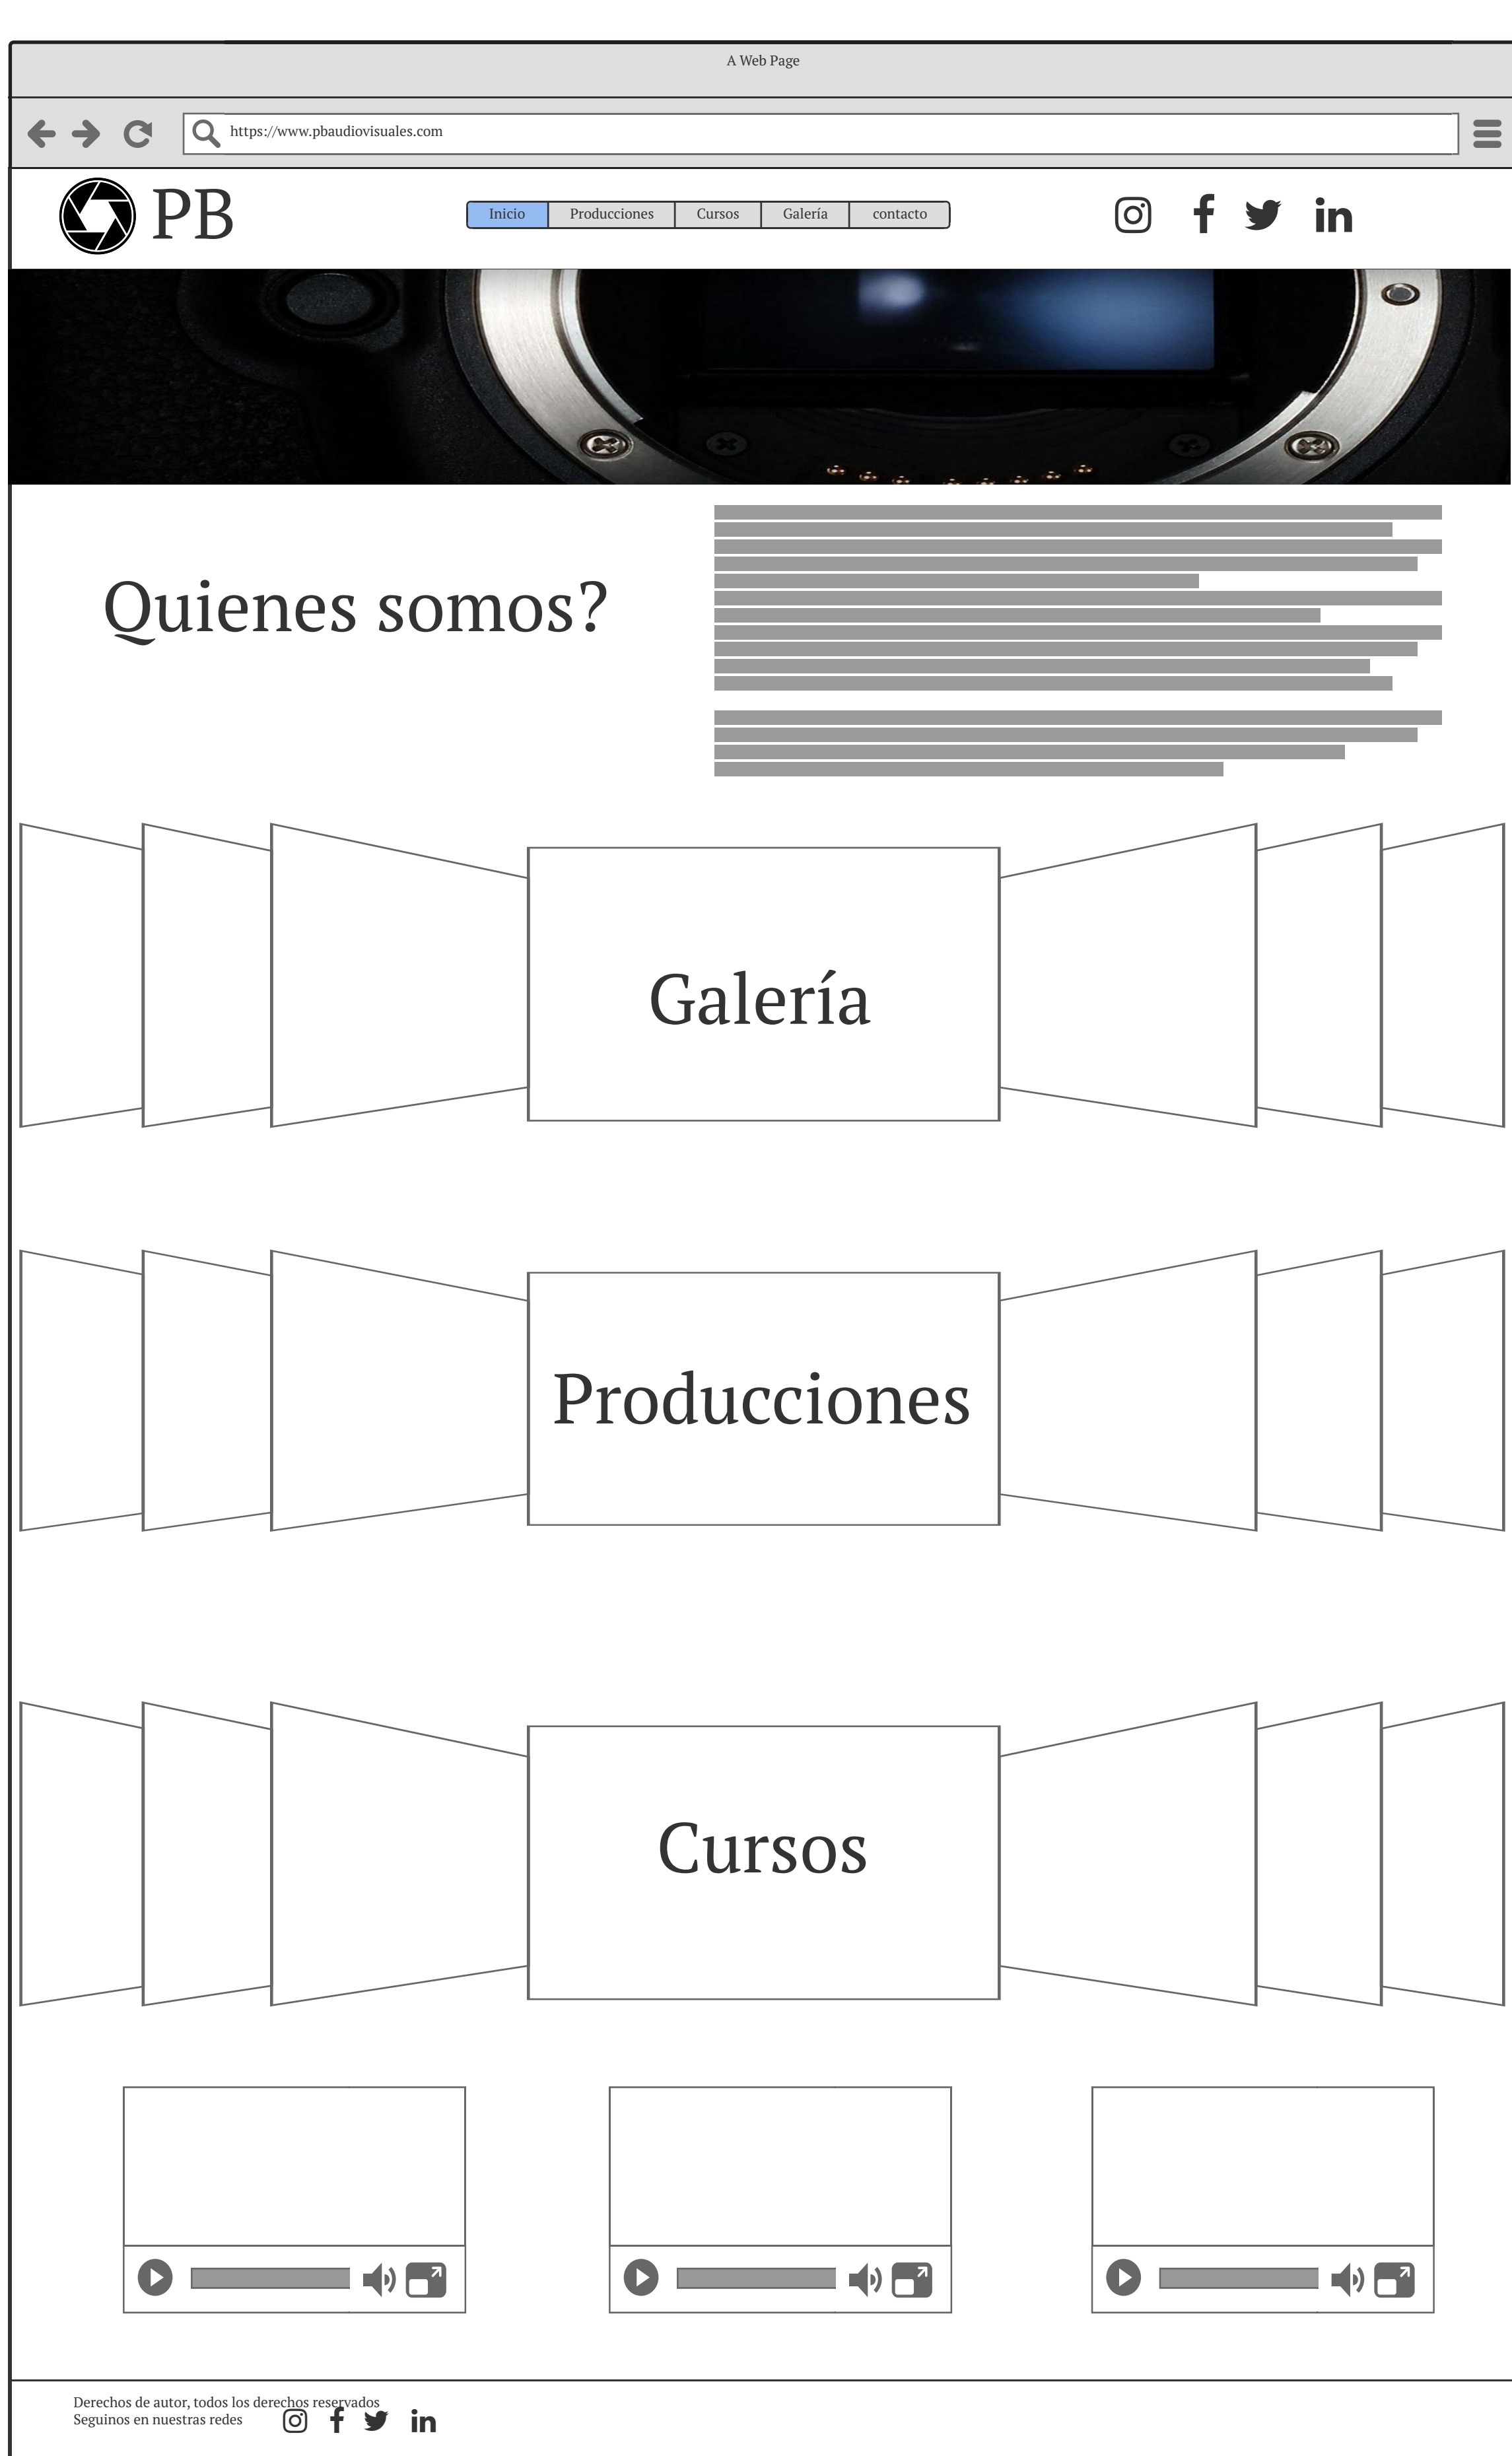 A Web Page
https://www.pbaudiovisuales.com
PB
Inicio Producciones Cursos Galería contacto
Quienes somos?
Galería
Producciones
Cursos
Derechos de autor, todos los derechos reservados
Seguinos en nuestras redes